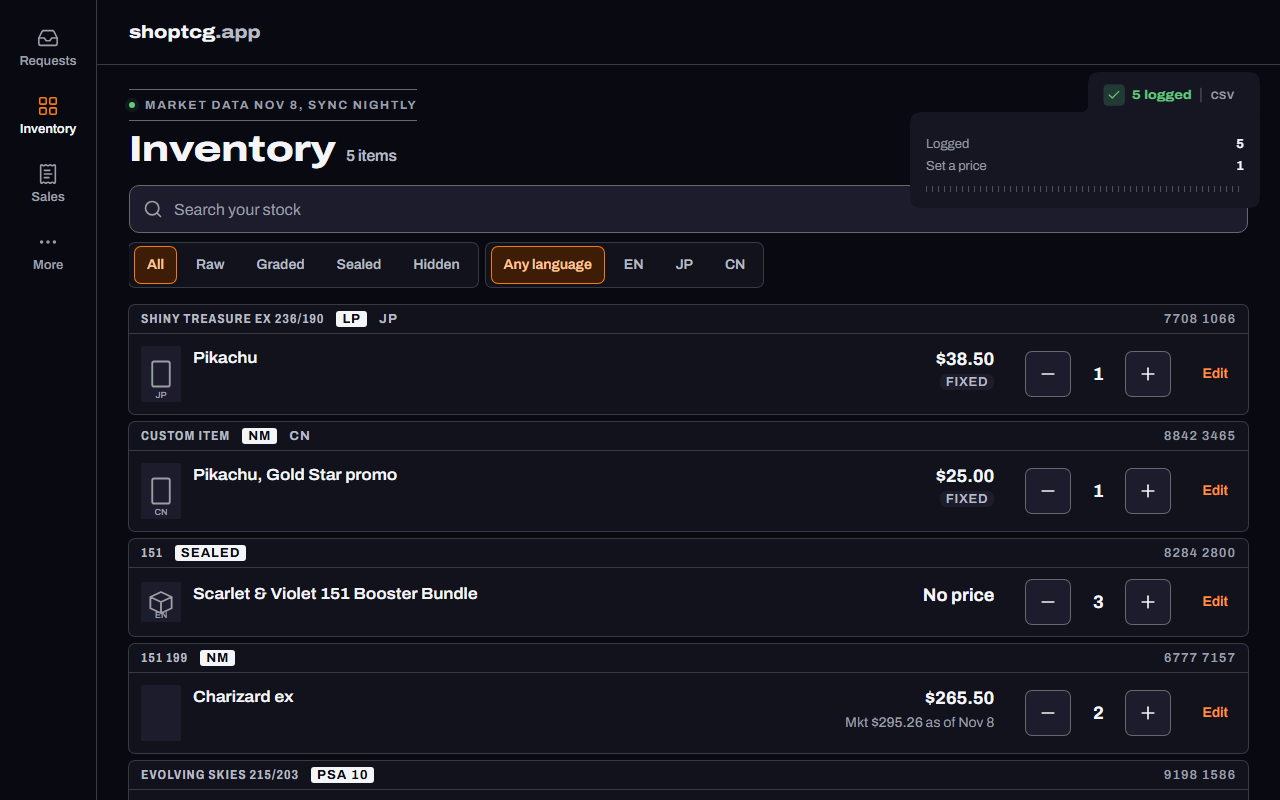 shoptcg.app
Requests
Inventory
Sales
More
MARKET DATA NOV 8, SYNC NIGHTLY
Inventory 5 items
5 logged | CSV
Logged 5
Set a price 1
Search your stock
All Raw Graded Sealed Hidden Any language EN JP CN
SHINY TREASURE EX 236/190 LP JP 7708 1066
JP
Pikachu $38.50 1 Edit
FIXED
CUSTOM ITEM NM CN 8842 3465
CN
Pikachu, Gold Star promo $25.00 1 Edit
FIXED
151 SEALED 8284 2800
EN
Scarlet & Violet 151 Booster Bundle No price 3 Edit
151 199 NM 6777 7157
Charizard ex $265.50 2 Edit
Mkt $295.26 as of Nov 8
EVOLVING SKIES 215/203 PSA 10 9198 1586